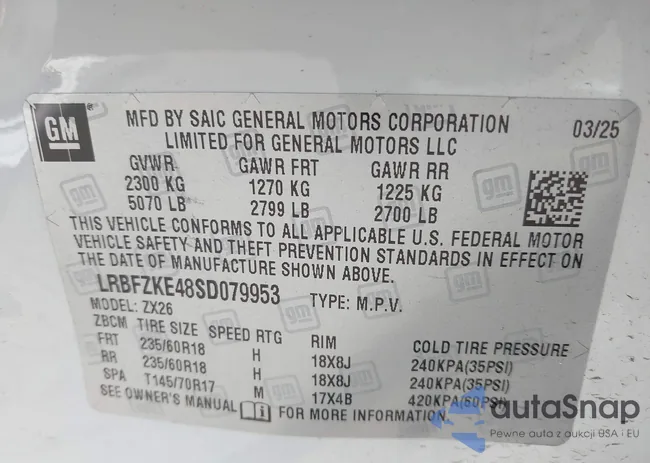 GM
MFD BY SAIC GENERAL MOTORS CORPORATION 03/25
LIMITED FOR GENERAL MOTORS LLC
GVWR GAWR FRT GAWR RR
2300 KG 1270 KG 1225 KG
5070 LB 2799 LB 2700 LB
THIS VEHICLE CONFORMS TO ALL APPLICABLE U.S. FEDERAL MOTOR
VEHICLE SAFETY AND THEFT PREVENTION STANDARDS IN EFFECT ON
THE DATE OF MANUFACTURE SHOWN ABOVE.
LRBFZKE48SD079953 TYPE: M.P.V.
MODEL: ZX26
ZBCM TIRE SIZE SPEED RTG RIM COLD TIRE PRESSURE
FRT 235/60R18 H 18X8J 240KPA(35PSI)
RR 235/60R18 H 18X8J 240KPA(35PSI)
SPA T145/70R17 M 17X4B 420KPA(60PSI)
SEE OWNER'S MANUAL FOR MORE INFORMATION.
autaSnap
Pewne auta z aukcji USA · EU